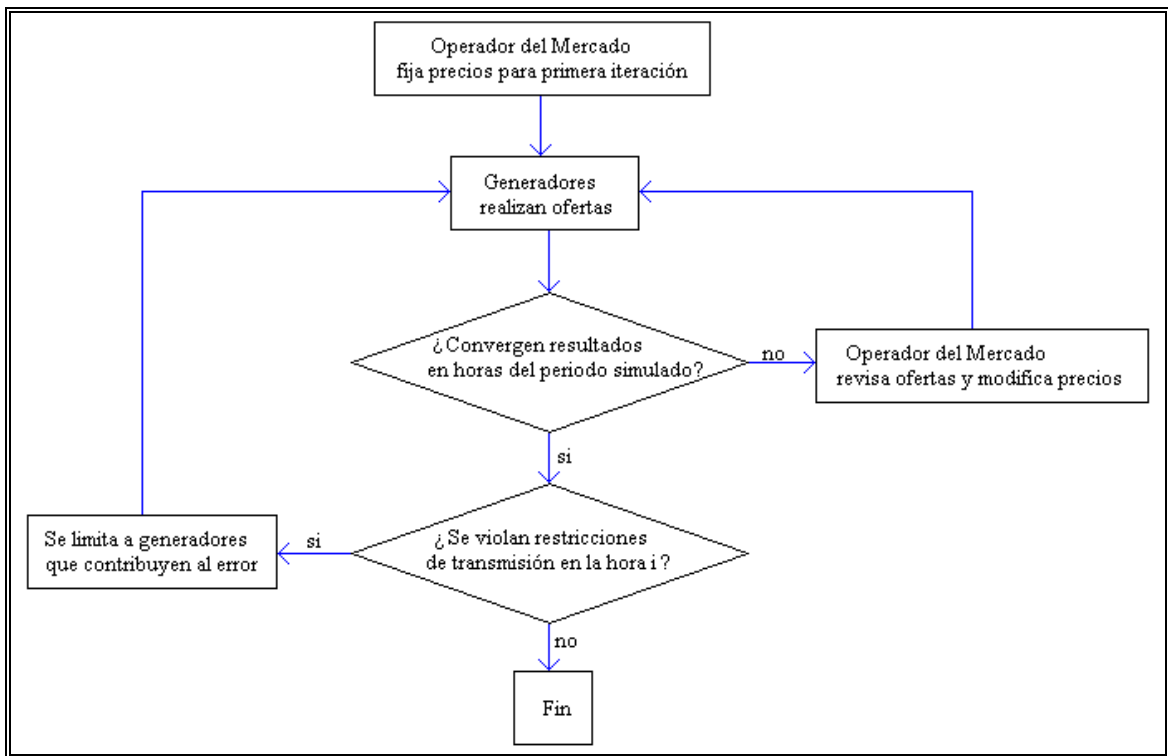 Operador del Mercado
fija precios para primera iteración
Generadores
realizan ofertas
¿Convergen resultados
en horas del periodo simulado?
no
Operador del Mercado
revisa ofertas y modifica precios
si
¿Se violan restricciones
de transmisión en la hora i?
si
Se limita a generadores
que contribuyen al error
no
Fin